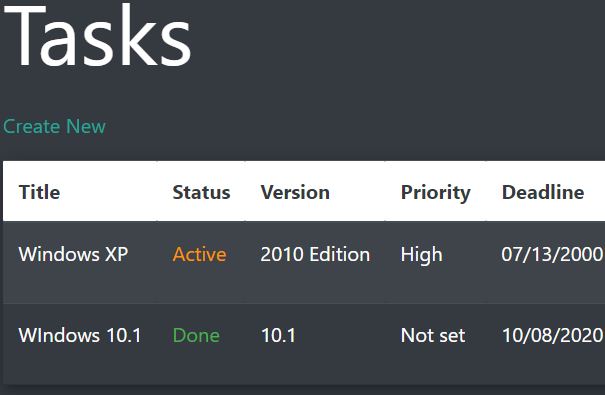 Tasks
Create New
Title Status Version Priority Deadline
Windows XP Active 2010 Edition High 07/13/2000
WIndows 10.1 Done 10.1 Not set 10/08/2020